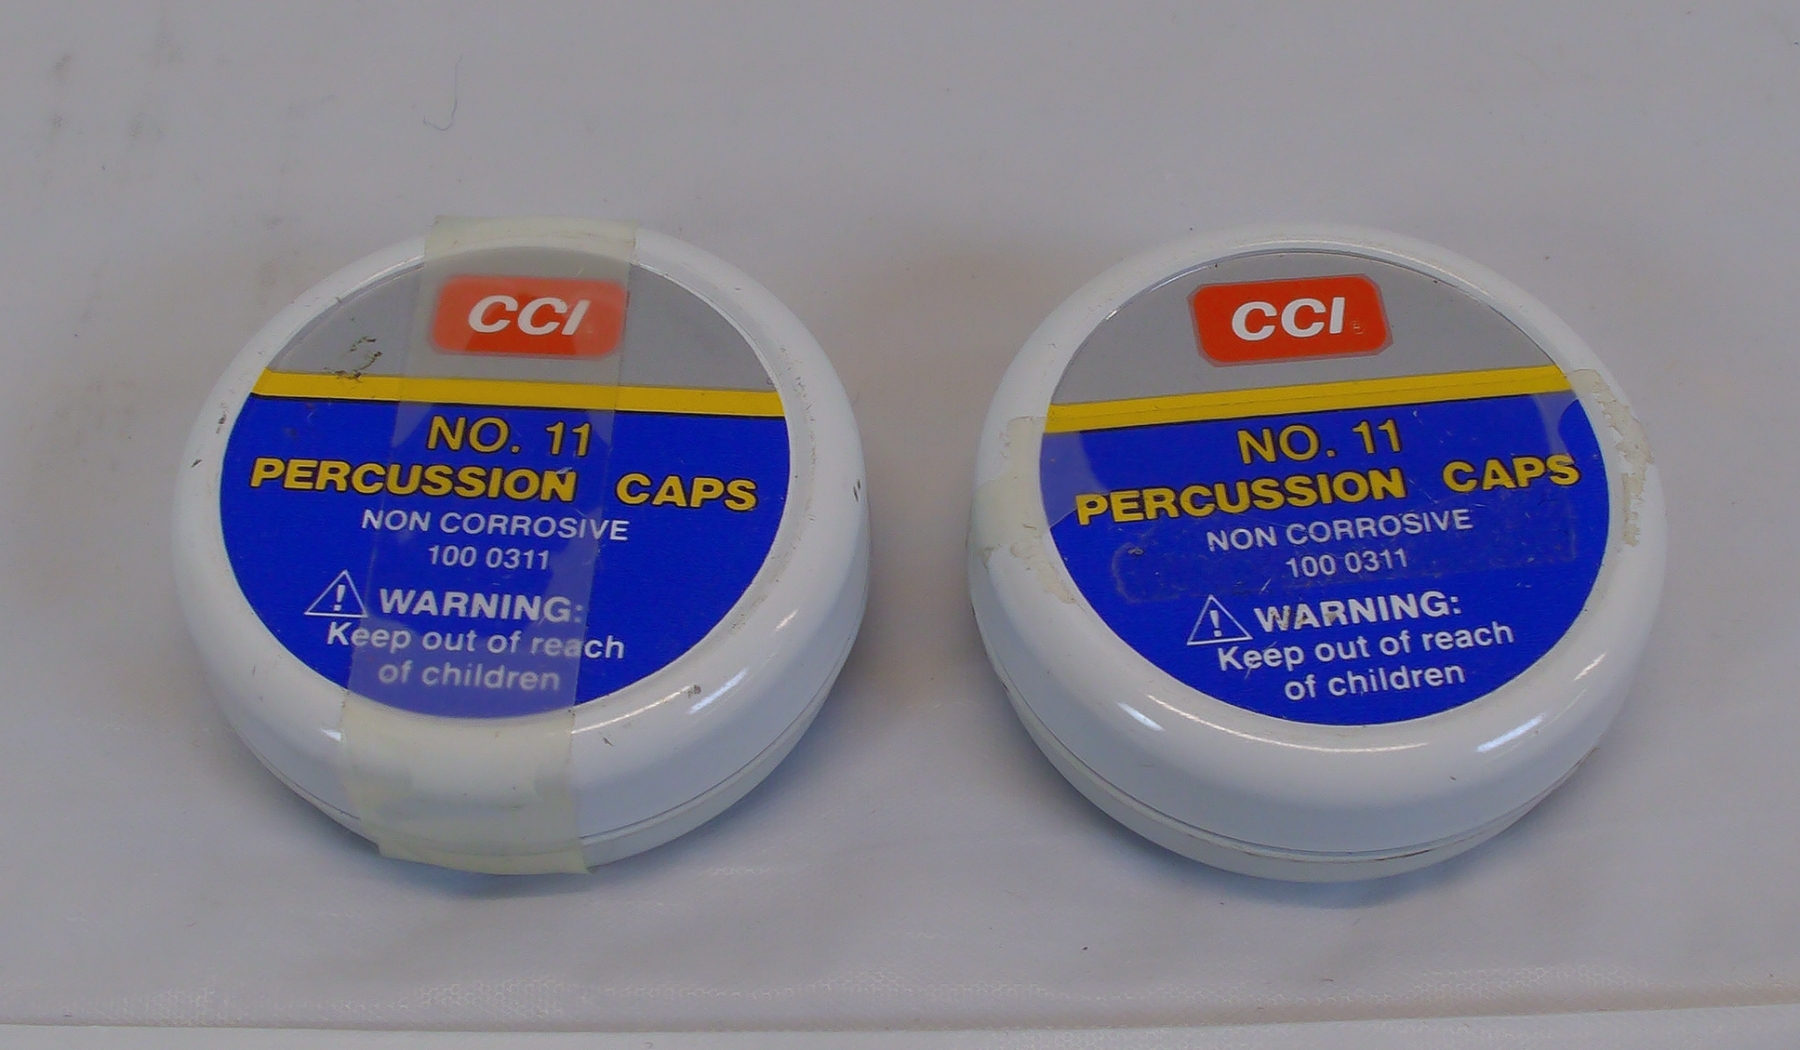 CCI
NO. 11
PERCUSSION CAPS
NON CORROSIVE
100 0311
! WARNING:
Keep out of reach
of children
CCI
NO. 11
PERCUSSION CAPS
NON CORROSIVE
100 0311
! WARNING:
Keep out of reach
of children